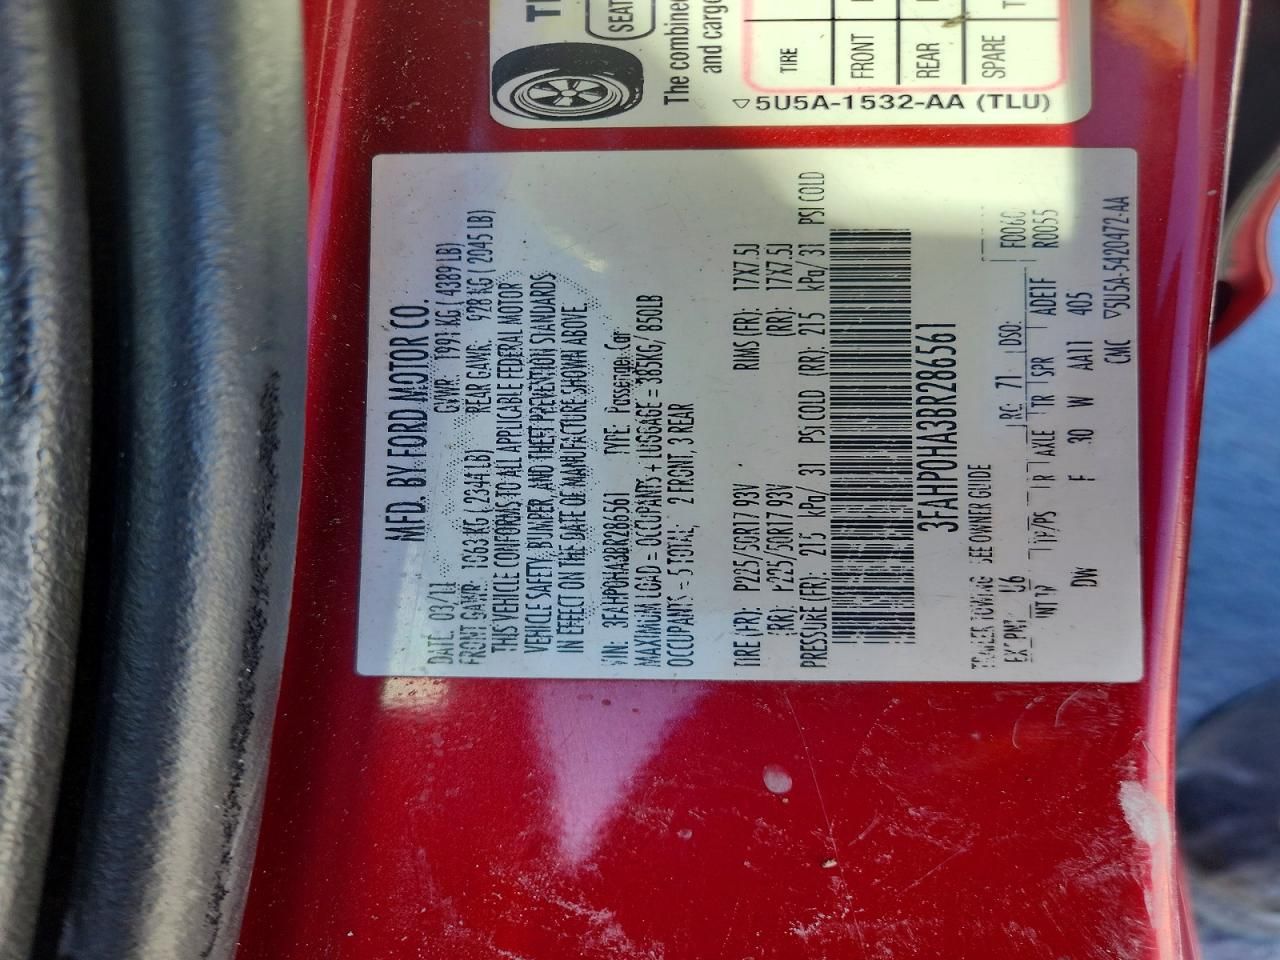 MFD. BY FORD MOTOR CO.
DATE: 03/11 GVWR: 1991 KG ( 4389 LB)
FRONT GAWR: 1063 KG ( 2344 LB) REAR GAWR: 928 KG ( 2045 LB)
THIS VEHICLE CONFORMS TO ALL APPLICABLE FEDERAL MOTOR
VEHICLE SAFETY, BUMPER, AND THEFT PREVENTION STANDARDS
IN EFFECT ON THE DATE OF MANUFACTURE SHOWN ABOVE.
VIN: 3FAHP0HA3BR286561 TYPE: Passenger Car
MAXIMUM LOAD = OCCUPANTS + LUGGAGE = 385KG/ 850LB
OCCUPANTS = 5 TOTAL; 2 FRONT, 3 REAR
TIRE (FR): P225/50R17 93V RIMS (FR): 17X7.5J
(RR): P225/50R17 93V (RR): 17X7.5J
PRESSURE (FR): 215 kPa/ 31 PSI COLD (RR): 215 kPa/ 31 PSI COLD
3FAHP0HA3BR286561
TRAILER TOWING - SEE OWNER GUIDE
EXT PNT: U6 RC: 71 DSO: F0060
INT TR TP/PS R AXLE TR SPR ADEIF R0055
DW F 30 W AA11 405
CMC ▽5U5A-5420472-AA
SEAT
The combined
and cargo
TIRE
FRONT
REAR
SPARE
▽5U5A-1532-AA (TLU)